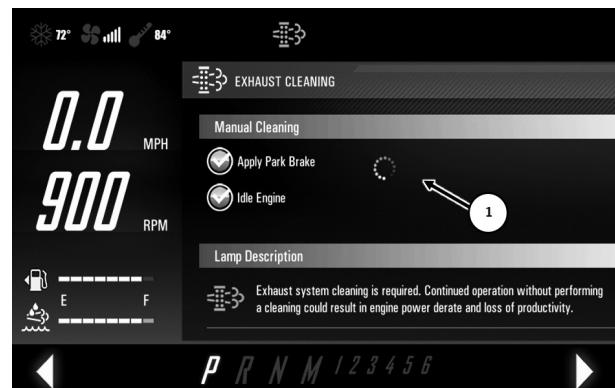 72° 84°
EXHAUST CLEANING
0.0 MPH
900 RPM
Manual Cleaning
Apply Park Brake
Idle Engine
1
Lamp Description
Exhaust system cleaning is required. Continued operation without performing
a cleaning could result in engine power derate and loss of productivity.
E F
P R N M 1 2 3 4 5 6